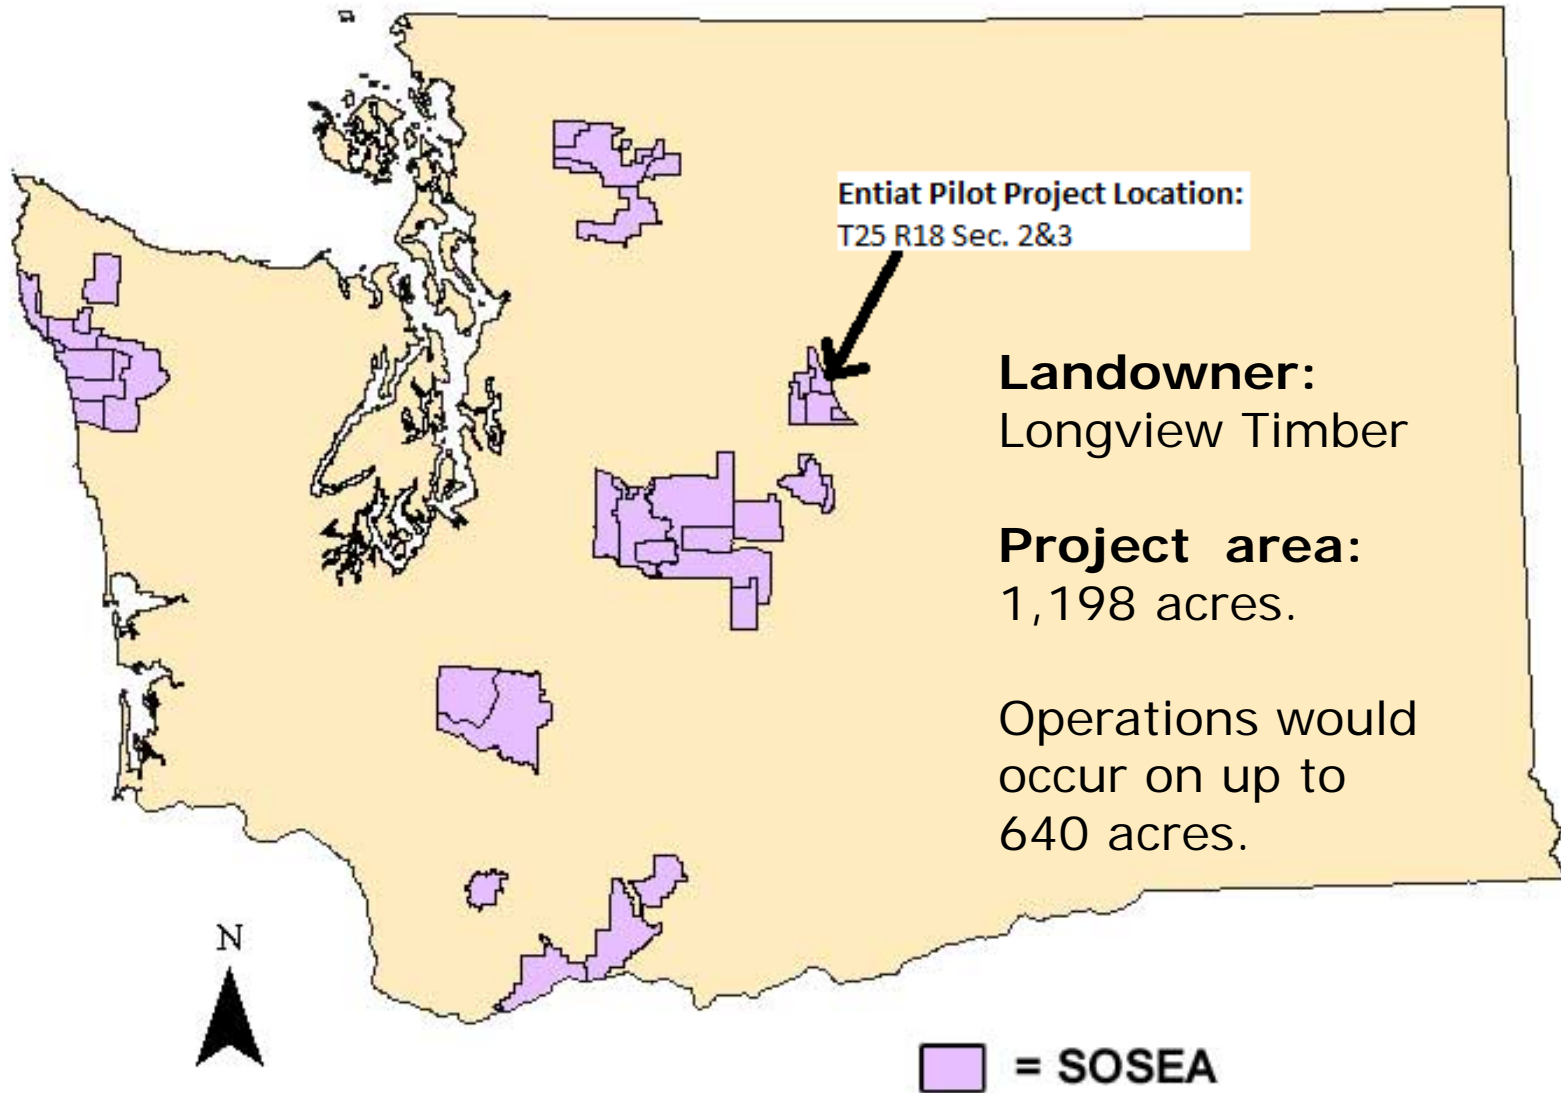 Entiat Pilot Project Location:
T25 R18 Sec. 2&3
Landowner:
Longview Timber
Project area:
1,198 acres.
Operations would
occur on up to
640 acres.
N
= SOSEA